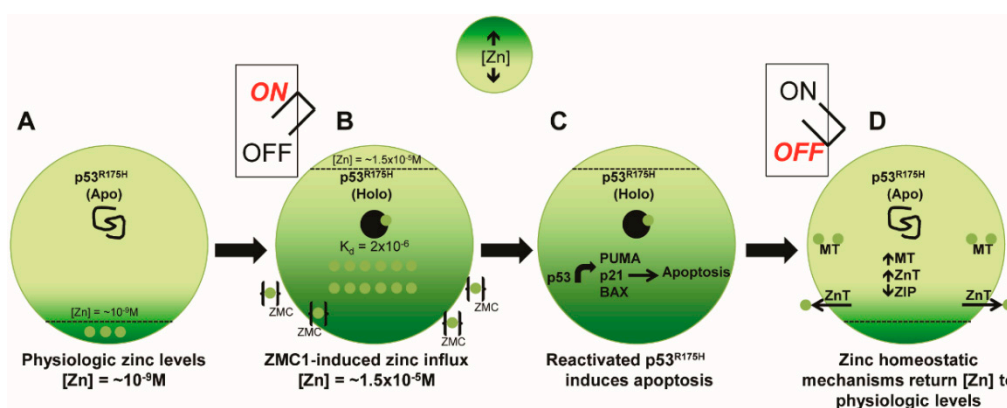 [Zn]
ON
OFF
ON
OFF
A
B
C
D
p53R175H
(Apo)
[Zn] = ~10-9M
Physiologic zinc levels
[Zn] = ~10-9M
[Zn] = ~1.5x10-5M
p53R175H
(Holo)
Kd = 2x10-6
ZMC
ZMC
ZMC
ZMC
ZMC1-induced zinc influx
[Zn] = ~1.5x10-5M
p53R175H
(Holo)
p53
PUMA
p21
BAX
Apoptosis
Reactivated p53R175H
induces apoptosis
p53R175H
(Apo)
MT
MT
MT
ZnT
ZIP
ZnT
ZnT
Zinc homeostatic
mechanisms return [Zn] to
physiologic levels